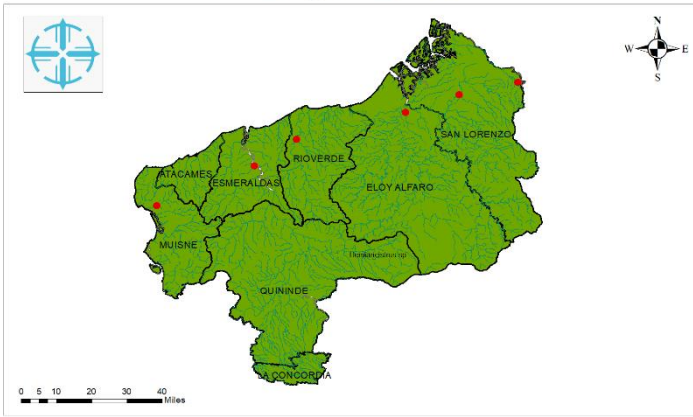 N
W E
S
SAN LORENZO
RIOVERDE
ATACAMES
ESMERALDAS
ELOY ALFARO
MUISNE
QUININDE
LA CONCORDIA
0 5 10 20 30 40
Miles